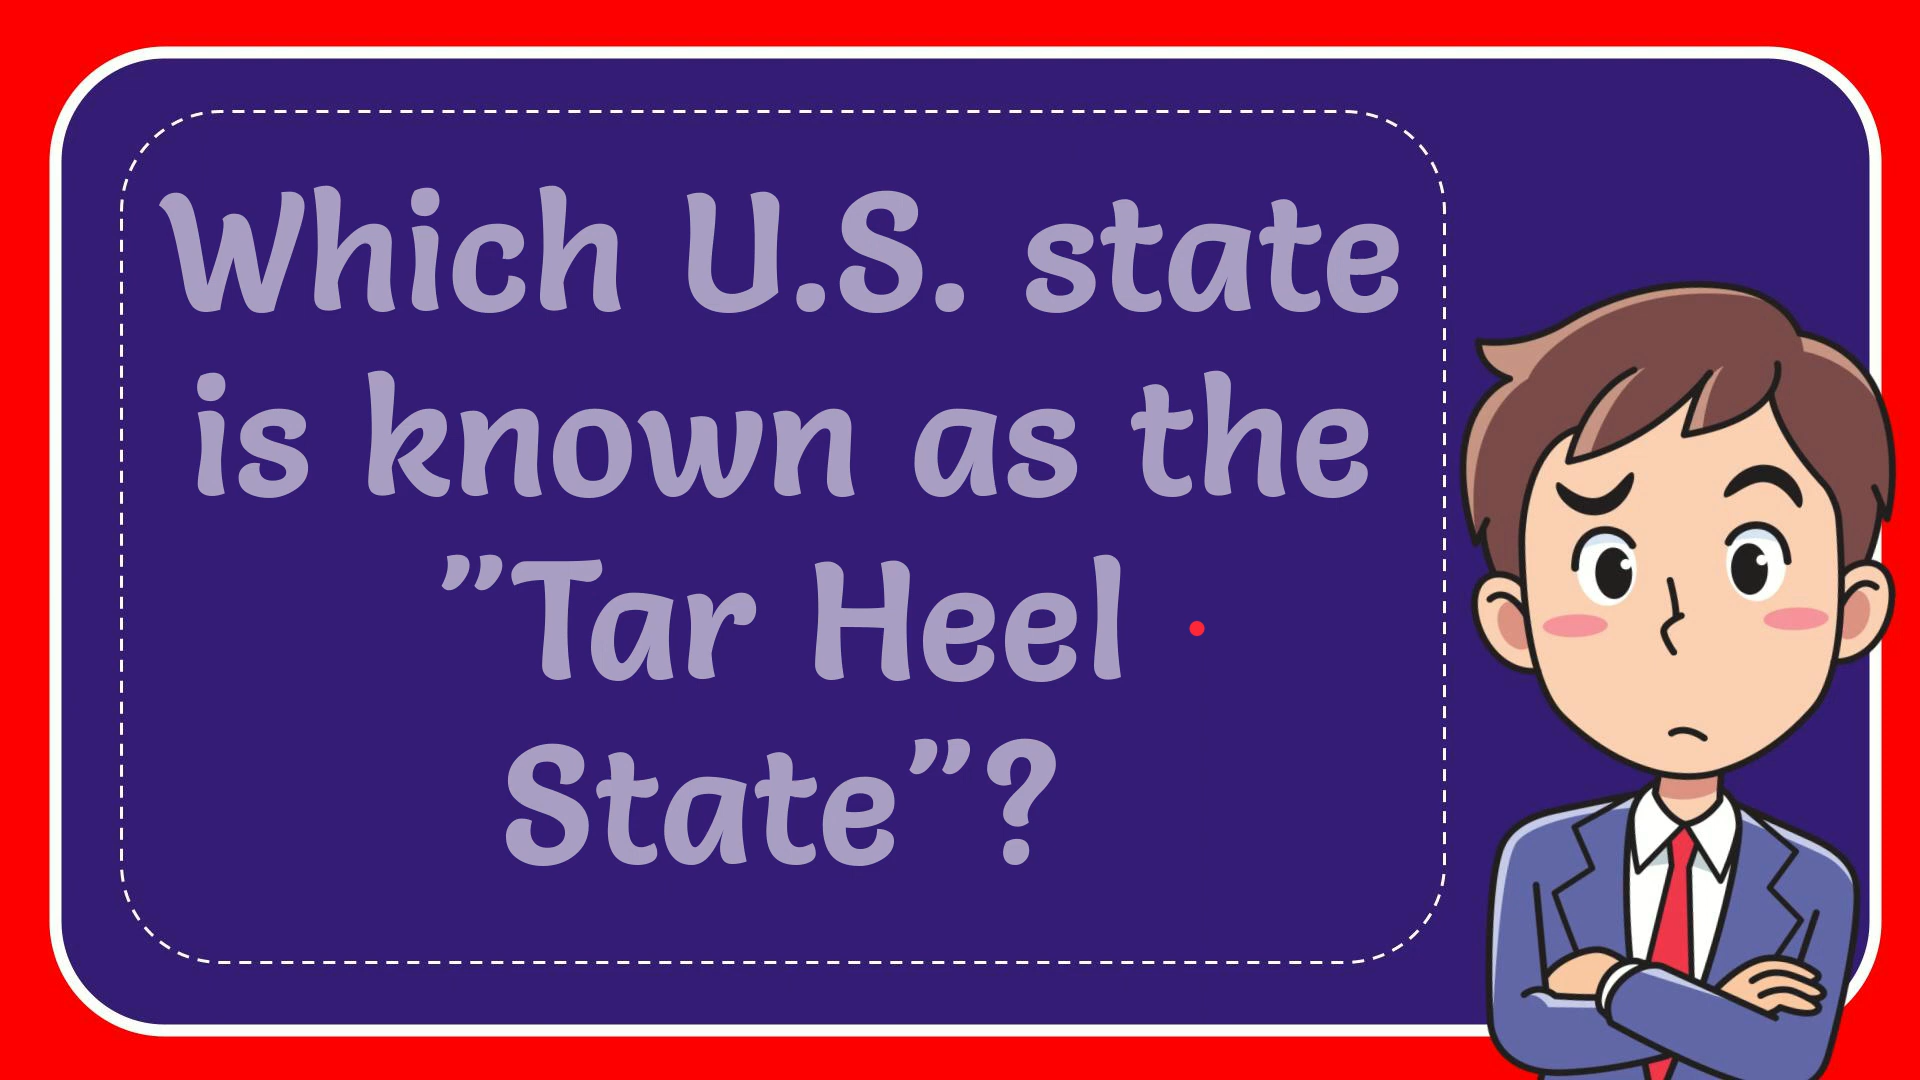 Which U.S. state
is known as the
”Tar Heel
State”?